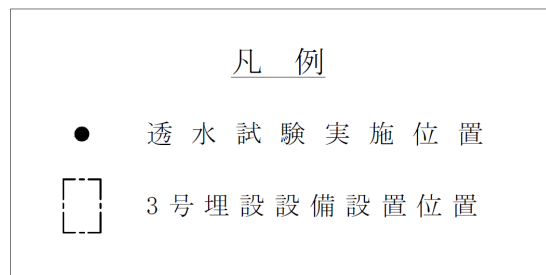 凡 例
透水試験実施位置
3号埋設設備設置位置